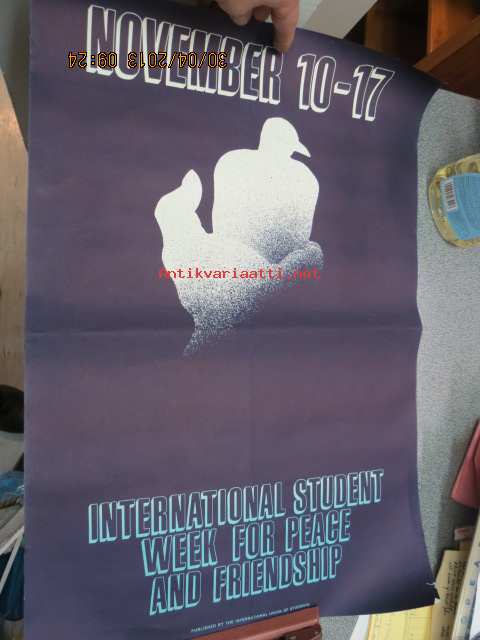 NOVEMBER 10-17
30/04/2013 09:24
Antikvariaatti.net
INTERNATIONAL STUDENT
WEEK FOR PEACE
AND FRIENDSHIP
PUBLISHED BY THE INTERNATIONAL UNION OF STUDENTS